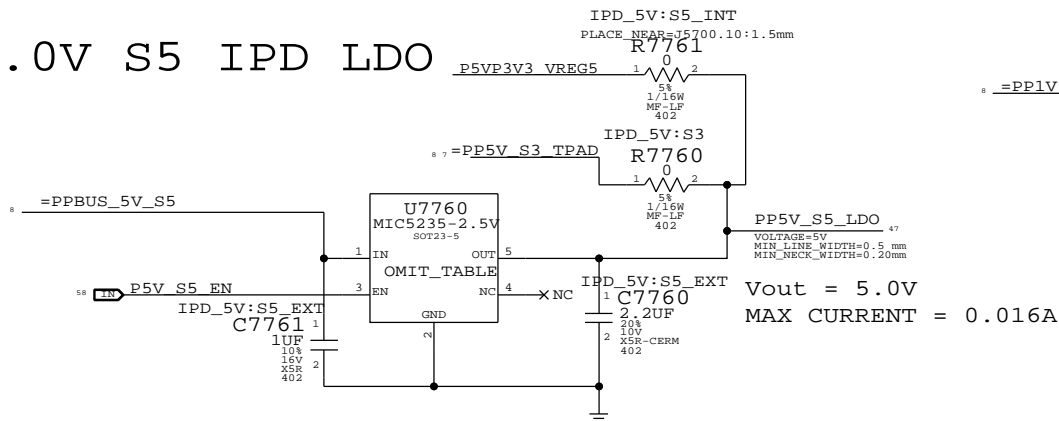 IPD_5V:S5_INT
PLACE_NEAR=J5700.10:1.5mm
R7761
.0V S5 IPD LDO
P5VP3V3_VREG5
1
0
2
5%
1/16W
MF-LF
402
8
=PP1V
IPD_5V:S3
8 7
=PP5V_S3_TPAD
R7760
1
0
2
5%
1/16W
MF-LF
402
8
=PPBUS_5V_S5
U7760
MIC5235-2.5V
SOT23-5
PP5V_S5_LDO
47
VOLTAGE=5V
MIN_LINE_WIDTH=0.5 mm
MIN_NECK_WIDTH=0.20mm
1
IN
OUT
5
OMIT_TABLE
58
IN
P5V_S5_EN
3
EN
NC
4
NC
IPD_5V:S5_EXT
C7760
1
2.2UF
20%
10V
X5R-CERM
402
2
Vout = 5.0V
MAX CURRENT = 0.016A
IPD_5V:S5_EXT
C7761
1
1UF
10%
16V
X5R
402
2
GND
2